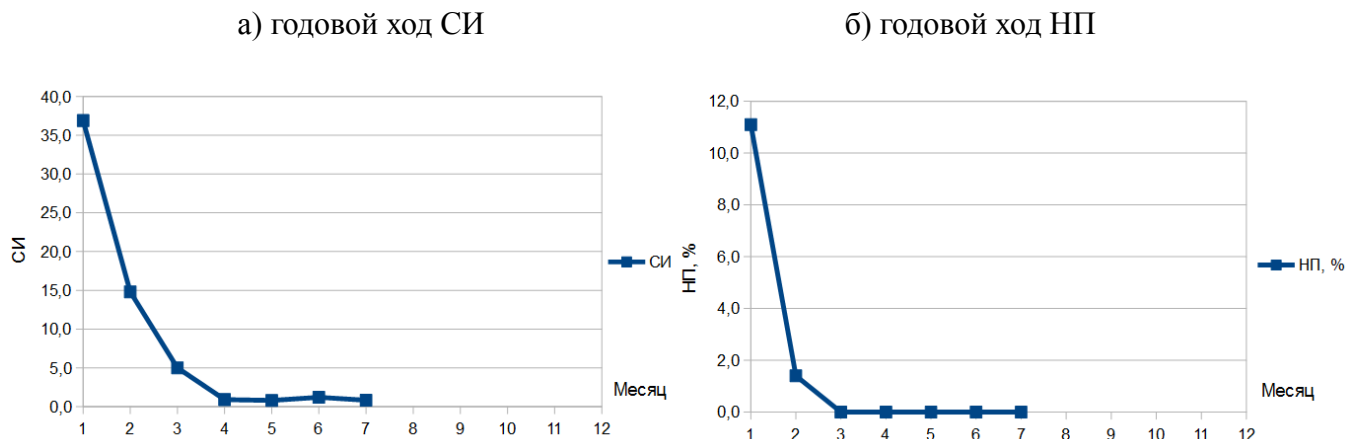 а) годовой ход СИ
40,0
35,0
30,0
25,0
20,0
15,0
10,0
5,0
0,0
СИ
1 2 3 4 5 6 7 8 9 10 11 12
Месяц
СИ
б) годовой ход НП
12,0
10,0
8,0
6,0
4,0
2,0
0,0
НП, %
1 2 3 4 5 6 7 8 9 10 11 12
Месяц
НП, %